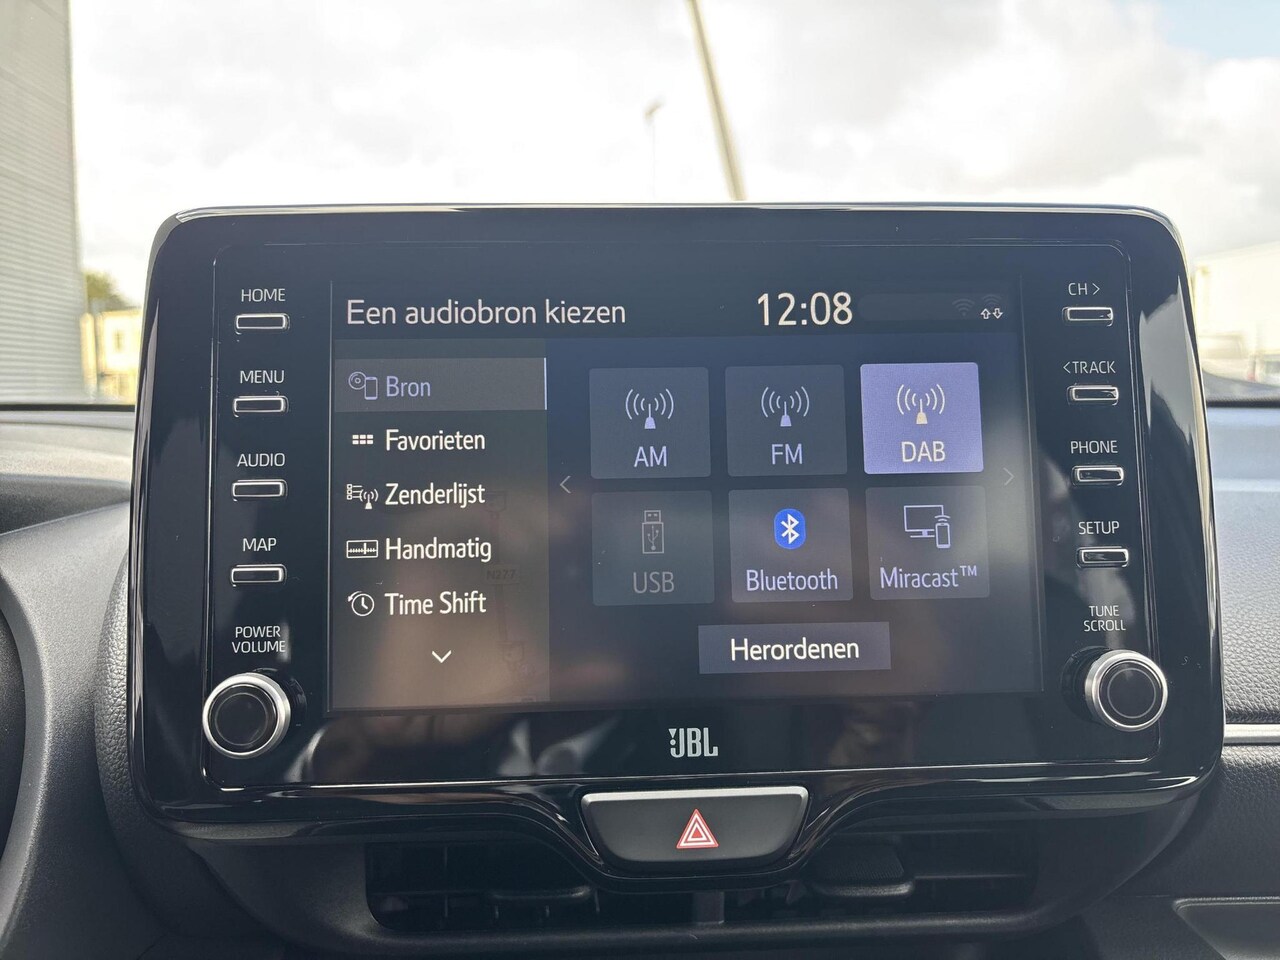 HOME
MENU
AUDIO
MAP
POWER
VOLUME
Een audiobron kiezen
12:08
Bron
Favorieten
Zenderlijst
Handmatig
Time Shift
AM
FM
DAB
USB
Bluetooth
Miracast™
Herordenen
N277
CH >
< TRACK
PHONE
SETUP
TUNE
SCROLL
JBL